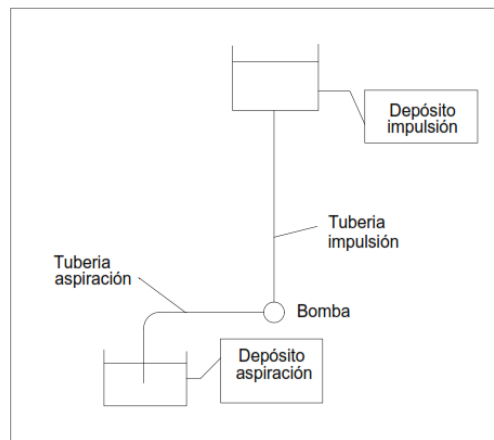 Depósito
impulsión
Tuberia
impulsión
Tuberia
aspiración
Bomba
Depósito
aspiración